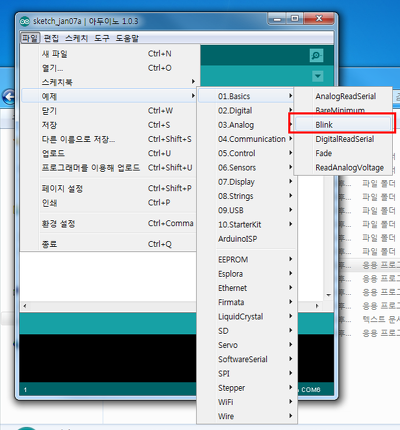 sketch_jan07a | 아두이노 1.0.3
파일 편집 스케치 도구 도움말
새 파일 Ctrl+N
열기... Ctrl+O
스케치북
예제
닫기 Ctrl+W
저장 Ctrl+S
다른 이름으로 저장... Ctrl+Shift+S
업로드 Ctrl+U
프로그래머를 이용해 업로드 Ctrl+Shift+U
페이지 설정 Ctrl+Shift+P
인쇄 Ctrl+P
환경 설정 Ctrl+Comma
종료 Ctrl+Q
01.Basics
02.Digital
03.Analog
04.Communication
05.Control
06.Sensors
07.Display
08.Strings
09.USB
10.StarterKit
ArduinoISP
EEPROM
Esplora
Ethernet
Firmata
LiquidCrystal
SD
Servo
SoftwareSerial
SPI
Stepper
WiFi
Wire
AnalogReadSerial
BareMinimum
Blink
DigitalReadSerial
Fade
ReadAnalogVoltage
파일 폴더
파일 폴더
파일 폴더
파일 폴더
파일 폴더
응용 프로그
응용 프로그
응용 프로그
텍스트 문서
응용 프로그
1
COM6